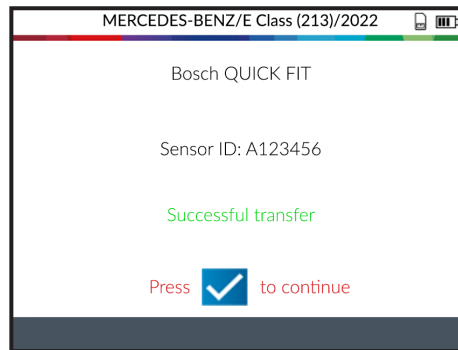 MERCEDES-BENZ/E Class (213)/2022
Bosch QUICK FIT
Sensor ID: A123456
Successful transfer
Press to continue